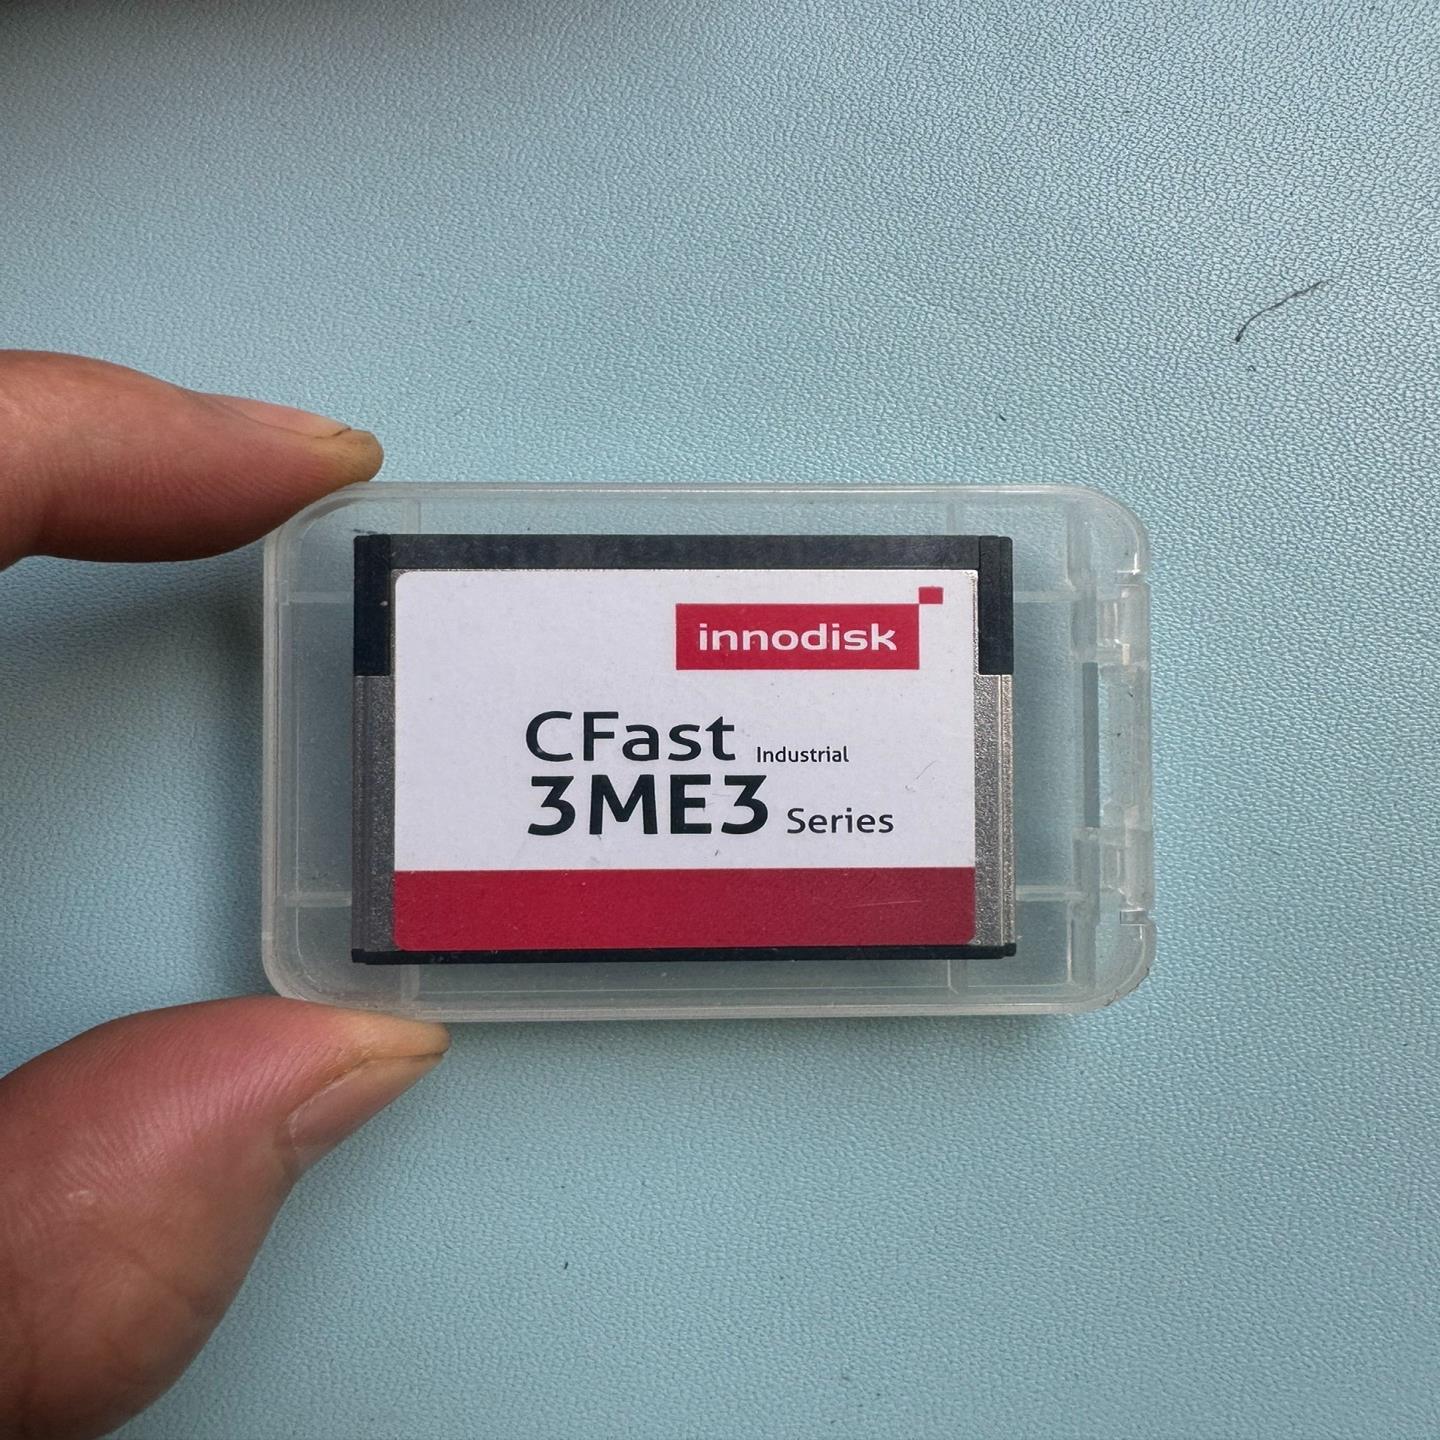 innodisk
CFast Industrial
3ME3 Series